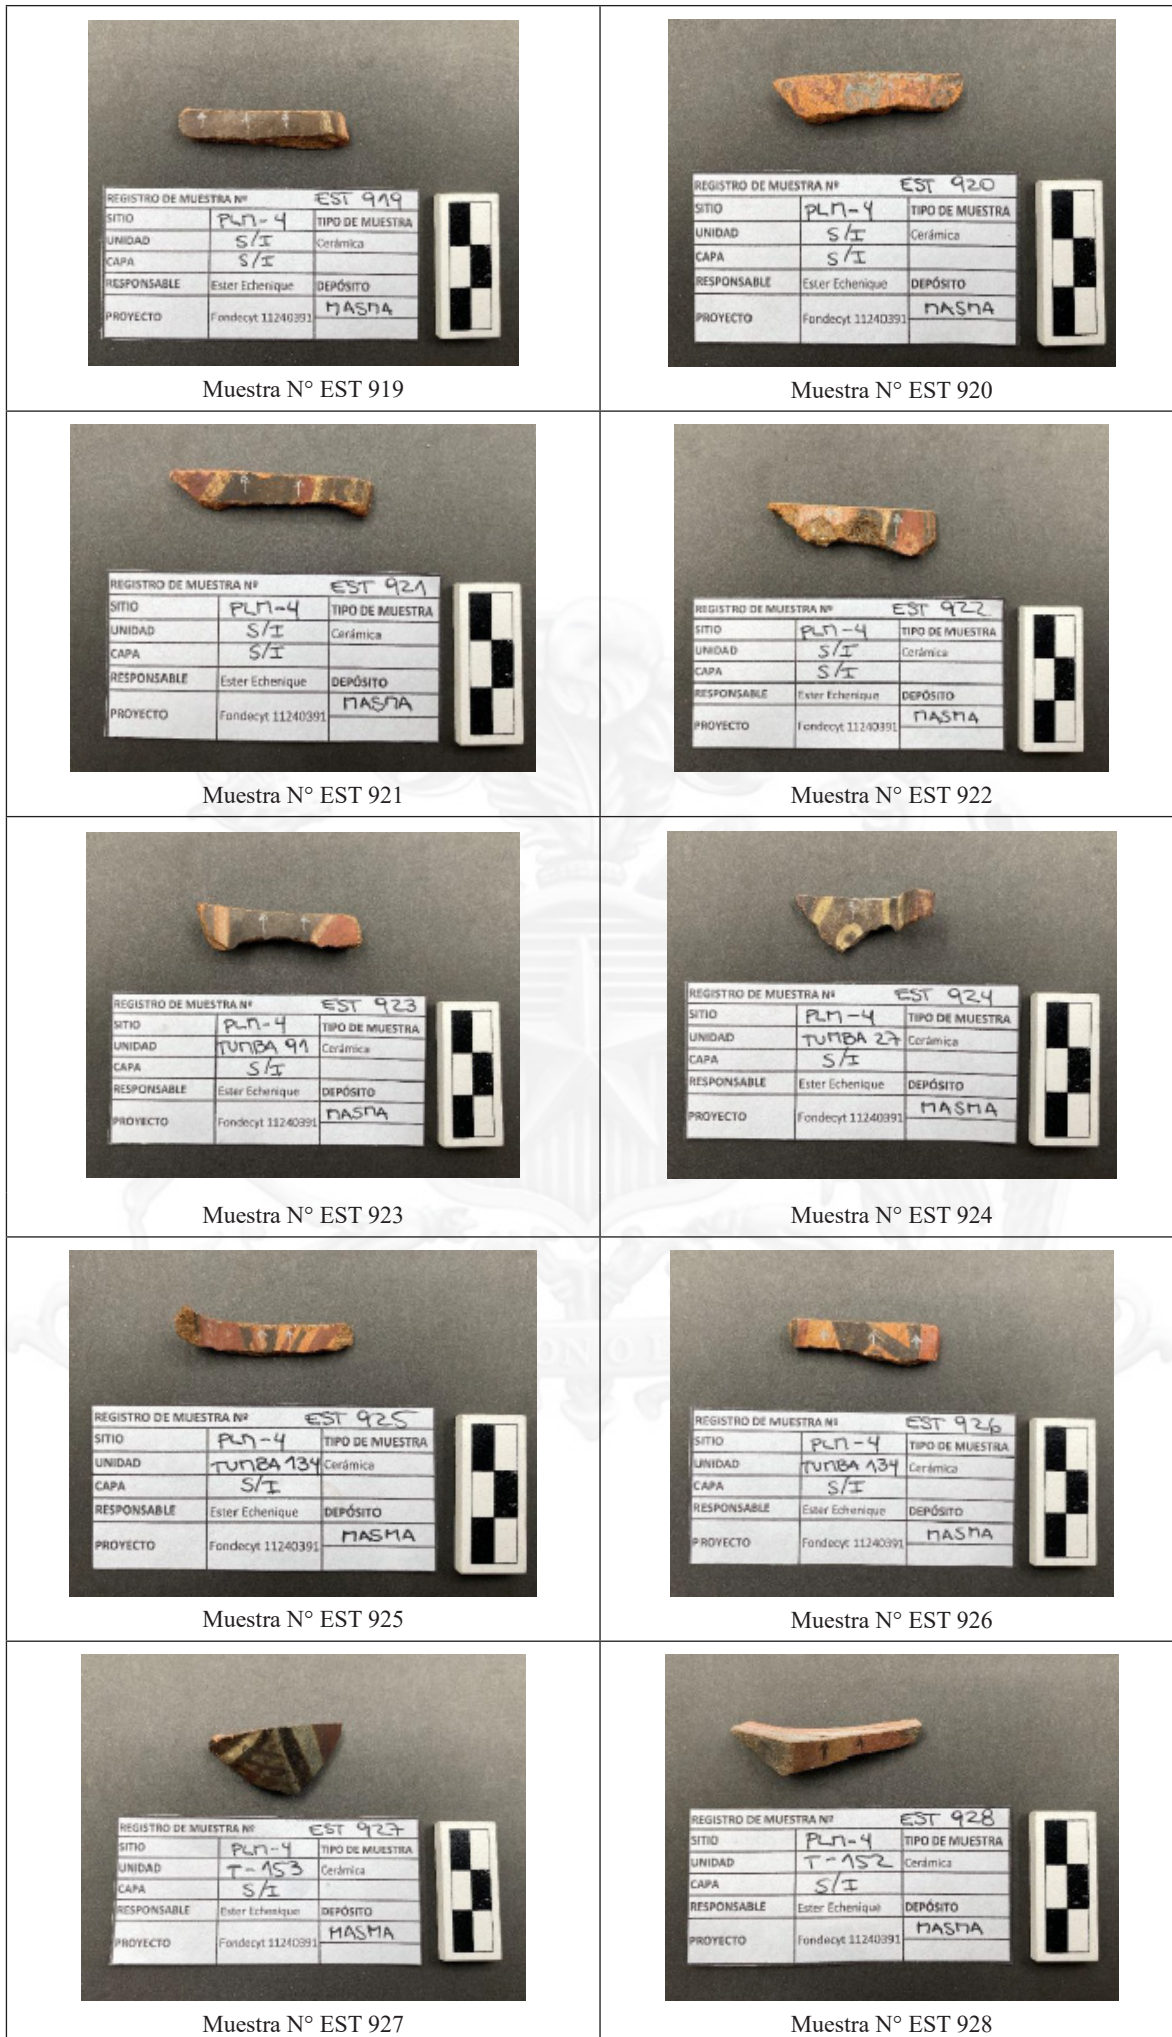 REGISTRO DE MUESTRA Nº EST 919
SITIO PLM-4 TIPO DE MUESTRA
UNIDAD S/I Cerámica
CAPA S/I
RESPONSABLE Ester Echenique DEPÓSITO
PROYECTO Fondecyt 11240391 MASMA
Muestra N° EST 919
REGISTRO DE MUESTRA Nº EST 920
SITIO PLM-4 TIPO DE MUESTRA
UNIDAD S/I Cerámica
CAPA S/I
RESPONSABLE Ester Echenique DEPÓSITO
PROYECTO Fondecyt 11240391 MASMA
Muestra N° EST 920
REGISTRO DE MUESTRA Nº EST 921
SITIO PLM-4 TIPO DE MUESTRA
UNIDAD S/I Cerámica
CAPA S/I
RESPONSABLE Ester Echenique DEPÓSITO
PROYECTO Fondecyt 11240391 MASMA
Muestra N° EST 921
REGISTRO DE MUESTRA Nº EST 922
SITIO PLM-4 TIPO DE MUESTRA
UNIDAD S/I Cerámica
CAPA S/I
RESPONSABLE Ester Echenique DEPÓSITO
PROYECTO Fondecyt 11240391 MASMA
Muestra N° EST 922
REGISTRO DE MUESTRA Nº EST 923
SITIO PLM-4 TIPO DE MUESTRA
UNIDAD TUMBA 91 Cerámica
CAPA S/I
RESPONSABLE Ester Echenique DEPÓSITO
PROYECTO Fondecyt 11240391 MASMA
Muestra N° EST 923
REGISTRO DE MUESTRA Nº EST 924
SITIO PLM-4 TIPO DE MUESTRA
UNIDAD TUMBA 27 Cerámica
CAPA S/I
RESPONSABLE Ester Echenique DEPÓSITO
PROYECTO Fondecyt 11240391 MASMA
Muestra N° EST 924
REGISTRO DE MUESTRA Nº EST 925
SITIO PLM-4 TIPO DE MUESTRA
UNIDAD TUMBA 134 Cerámica
CAPA S/I
RESPONSABLE Ester Echenique DEPÓSITO
PROYECTO Fondecyt 11240391 MASMA
Muestra N° EST 925
REGISTRO DE MUESTRA Nº EST 926
SITIO PLM-4 TIPO DE MUESTRA
UNIDAD TUMBA 134 Cerámica
CAPA S/I
RESPONSABLE Ester Echenique DEPÓSITO
PROYECTO Fondecyt 11240391 MASMA
Muestra N° EST 926
REGISTRO DE MUESTRA Nº EST 927
SITIO PLM-4 TIPO DE MUESTRA
UNIDAD T-153 Cerámica
CAPA S/I
RESPONSABLE Ester Echenique DEPÓSITO
PROYECTO Fondecyt 11240391 MASMA
Muestra N° EST 927
REGISTRO DE MUESTRA Nº EST 928
SITIO PLM-4 TIPO DE MUESTRA
UNIDAD T-152 Cerámica
CAPA S/I
RESPONSABLE Ester Echenique DEPÓSITO
PROYECTO Fondecyt 11240391 MASMA
Muestra N° EST 928